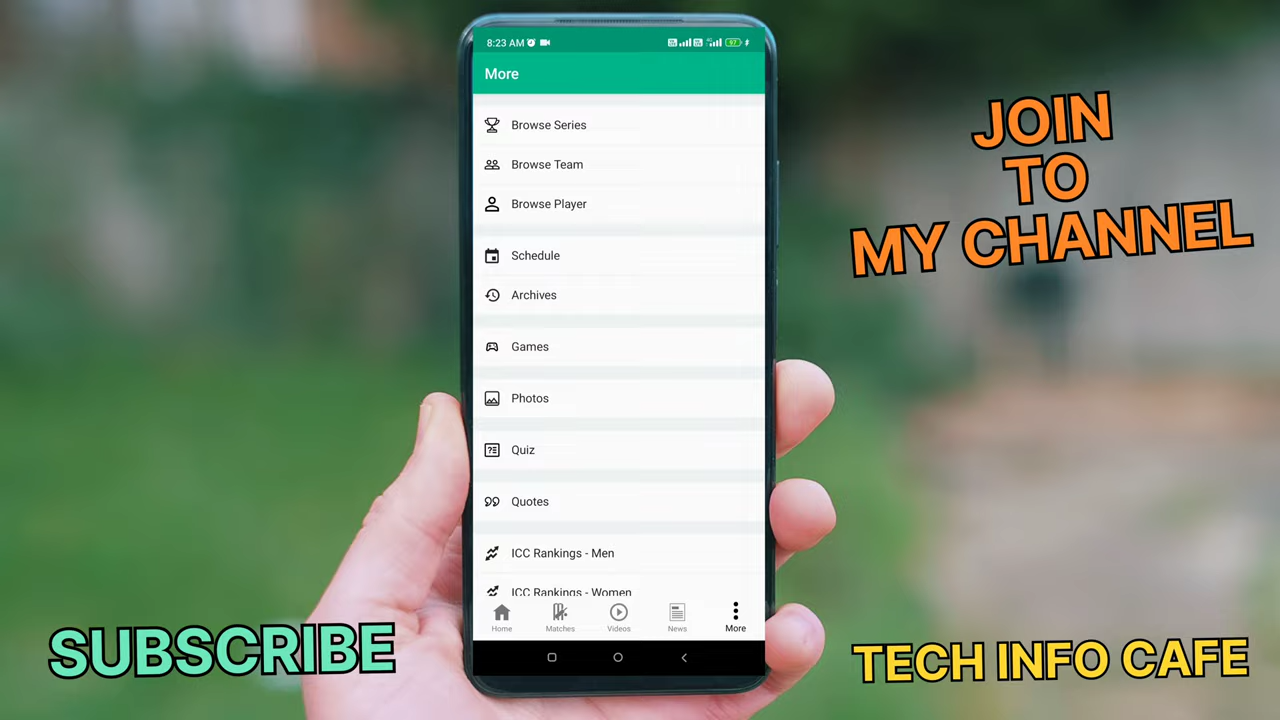 8:23 AM
97
More
Browse Series
Browse Team
Browse Player
Schedule
Archives
Games
Photos
Quiz
Quotes
ICC Rankings - Men
ICC Rankings - Women
Home
Matches
Videos
News
More
JOIN
TO
MY CHANNEL
SUBSCRIBE
TECH INFO CAFE